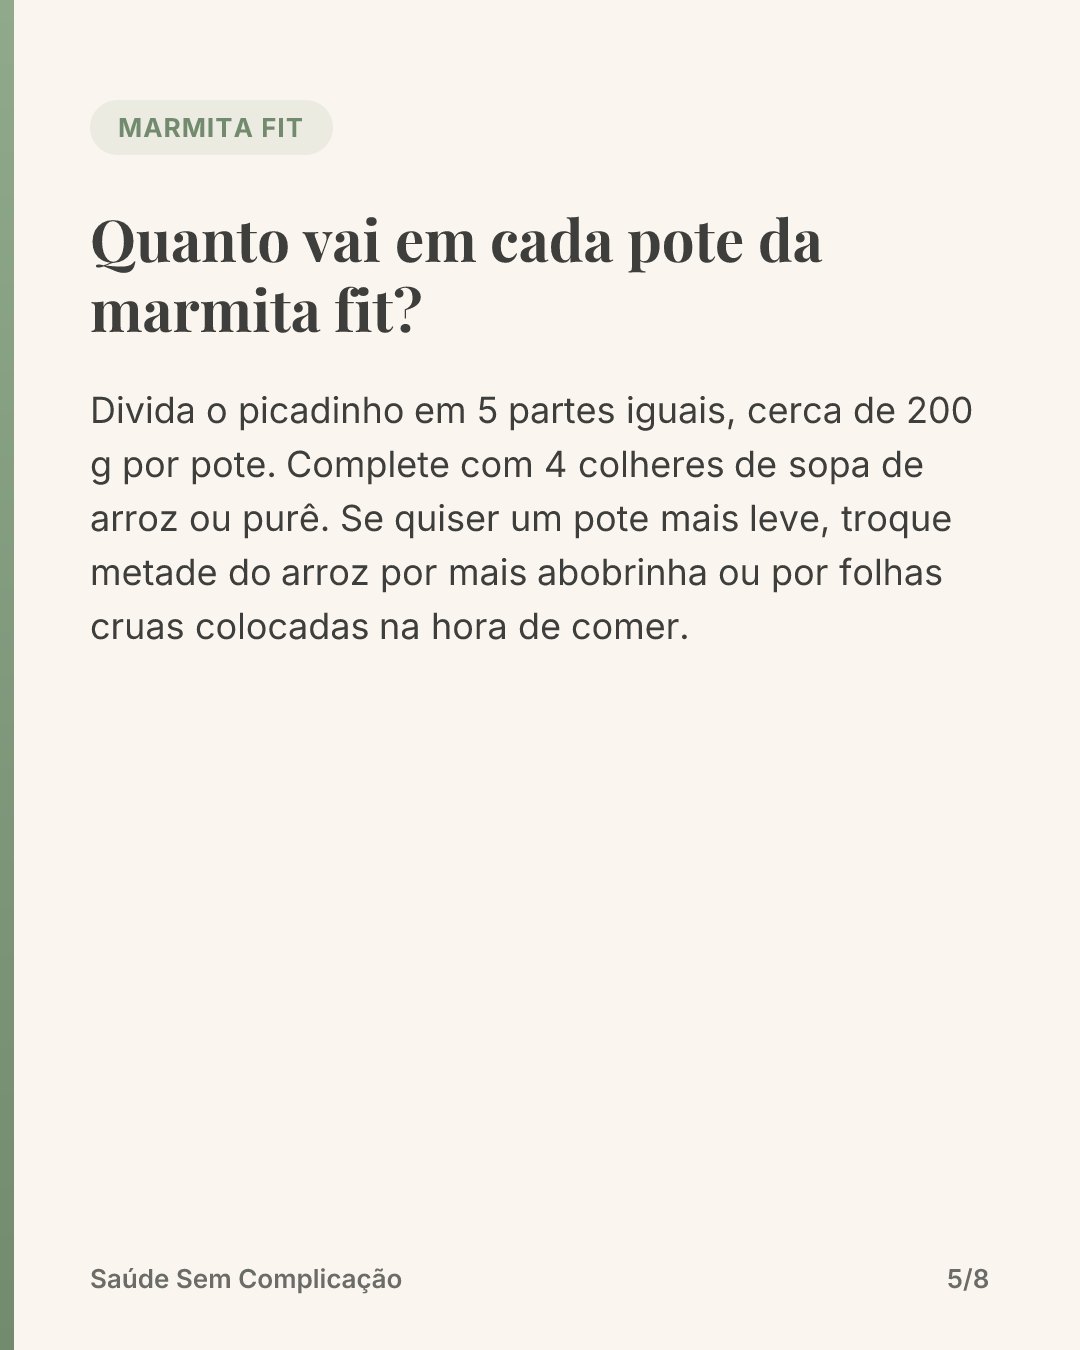 MARMITA FIT
Quanto vai em cada pote da
marmita fit?
Divida o picadinho em 5 partes iguais, cerca de 200
g por pote. Complete com 4 colheres de sopa de
arroz ou purê. Se quiser um pote mais leve, troque
metade do arroz por mais abobrinha ou por folhas
cruas colocadas na hora de comer.
Saúde Sem Complicação
5/8